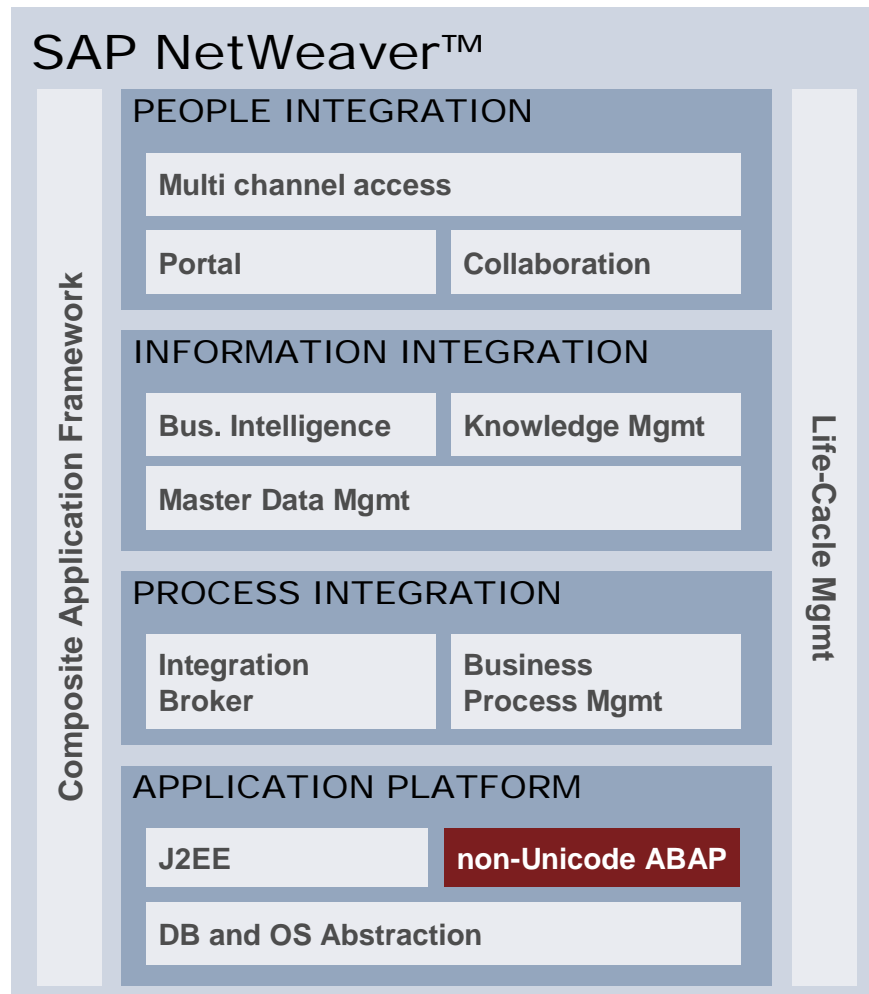 SAP NetWeaver™
Composite Application Framework
PEOPLE INTEGRATION
Multi channel access
Portal
Collaboration
INFORMATION INTEGRATION
Bus. Intelligence
Knowledge Mgmt
Master Data Mgmt
PROCESS INTEGRATION
Integration
Broker
Business
Process Mgmt
APPLICATION PLATFORM
J2EE
non-Unicode ABAP
DB and OS Abstraction
Life-Cacle Mgmt